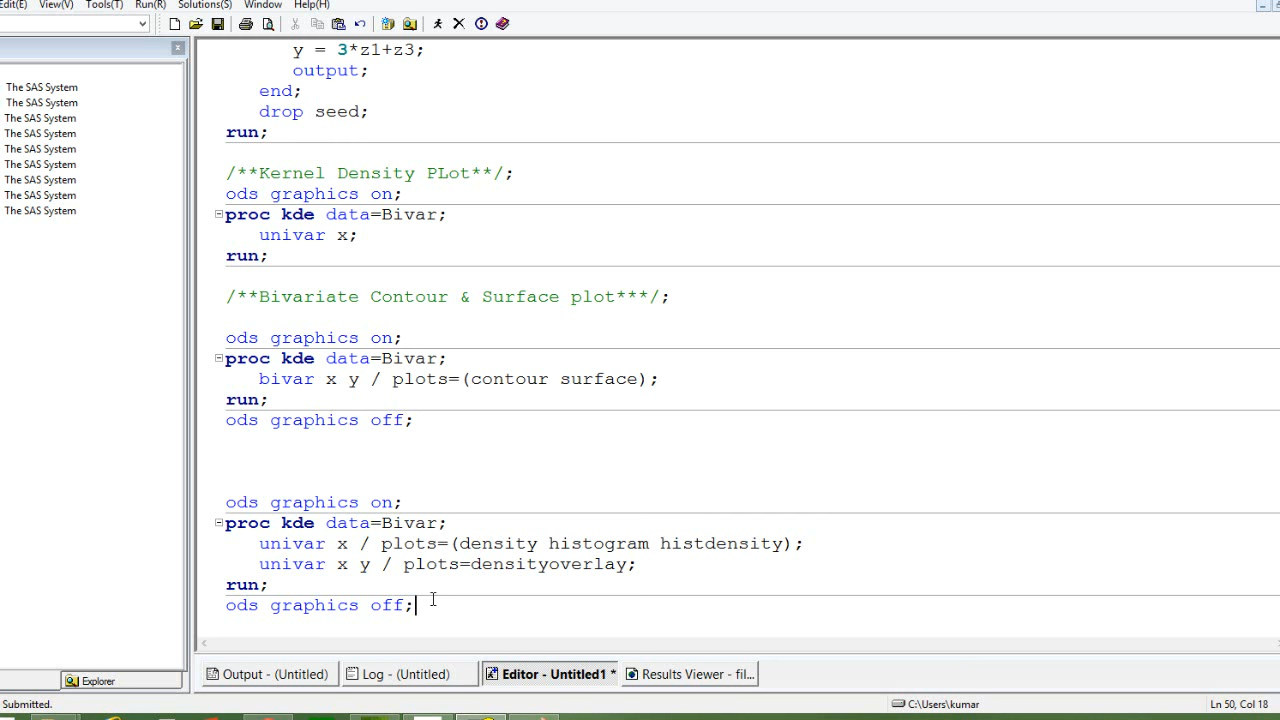 Edit(E) View(V) Tools(T) Run(R) Solutions(S) Window Help(H)
The SAS System
The SAS System
The SAS System
The SAS System
The SAS System
The SAS System
The SAS System
The SAS System
The SAS System
y = 3*z1+z3;
output;
end;
drop seed;
run;
/**Kernel Density PLot**/;
ods graphics on;
proc kde data=Bivar;
univar x;
run;
/**Bivariate Contour & Surface plot***/;
ods graphics on;
proc kde data=Bivar;
bivar x y / plots=(contour surface);
run;
ods graphics off;
ods graphics on;
proc kde data=Bivar;
univar x / plots=(density histogram histdensity);
univar x y / plots=densityoverlay;
run;
ods graphics off;
Explorer
Output - (Untitled) Log - (Untitled) Editor - Untitled1 * Results Viewer - fil...
Submitted. C:\Users\kumar Ln 50, Col 18